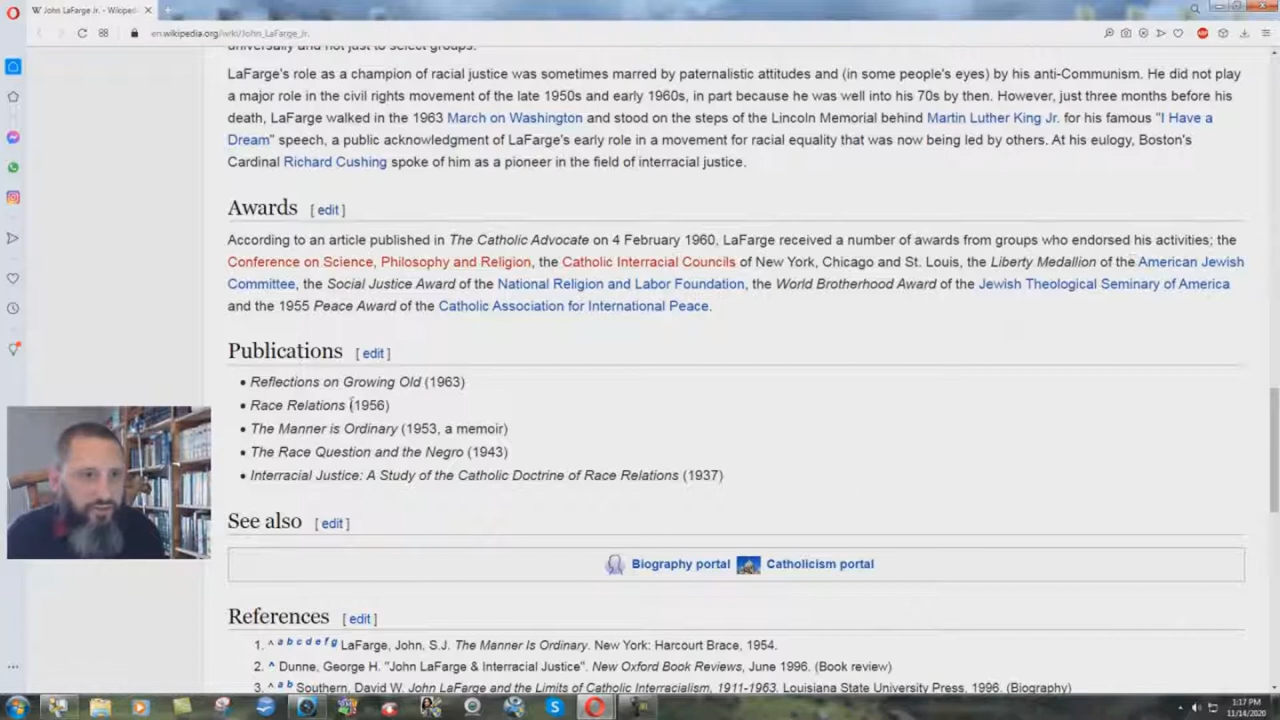 John LaFarge Jr. - Wikiped
en.wikipedia.org/wiki/John_LaFarge_Jr.
universally and not just to select groups.
LaFarge's role as a champion of racial justice was sometimes marred by paternalistic attitudes and (in some people's eyes) by his anti-Communism. He did not play
a major role in the civil rights movement of the late 1950s and early 1960s, in part because he was well into his 70s by then. However, just three months before his
death, LaFarge walked in the 1963 March on Washington and stood on the steps of the Lincoln Memorial behind Martin Luther King Jr. for his famous "I Have a
Dream" speech, a public acknowledgment of LaFarge's early role in a movement for racial equality that was now being led by others. At his eulogy, Boston's
Cardinal Richard Cushing spoke of him as a pioneer in the field of interracial justice.
Awards [ edit ]
According to an article published in The Catholic Advocate on 4 February 1960, LaFarge received a number of awards from groups who endorsed his activities; the
Conference on Science, Philosophy and Religion, the Catholic Interracial Councils of New York, Chicago and St. Louis, the Liberty Medallion of the American Jewish
Committee, the Social Justice Award of the National Religion and Labor Foundation, the World Brotherhood Award of the Jewish Theological Seminary of America
and the 1955 Peace Award of the Catholic Association for International Peace.
Publications [ edit ]
• Reflections on Growing Old (1963)
• Race Relations (1956)
• The Manner is Ordinary (1953, a memoir)
• The Race Question and the Negro (1943)
• Interracial Justice: A Study of the Catholic Doctrine of Race Relations (1937)
See also [ edit ]
Biography portal Catholicism portal
References [ edit ]
1. ^ a b c d e f g LaFarge, John, S.J. The Manner Is Ordinary. New York: Harcourt Brace, 1954.
2. ^ Dunne, George H. "John LaFarge & Interracial Justice". New Oxford Book Reviews, June 1996. (Book review)
3. ^ a b Southern, David W. John LaFarge and the Limits of Catholic Interracialism, 1911-1963. Louisiana State University Press, 1996. (Biography)
1:17 PM
11/14/2020